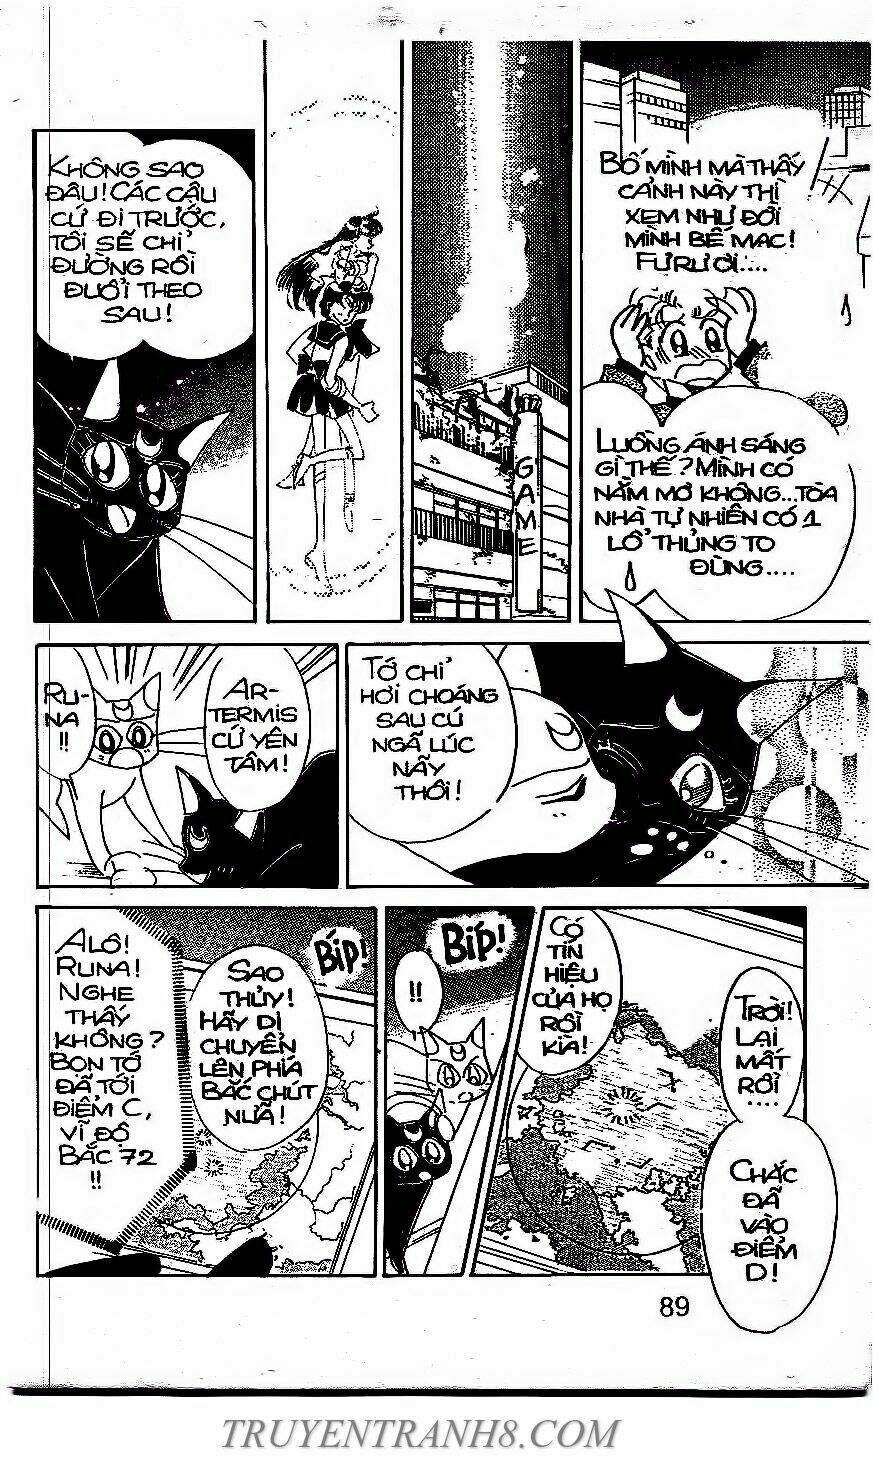 BỐ MÌNH MÀ THẤY
CẢNH NÀY THÌ
XEM NHƯ ĐỜI
MÌNH BẾ MẠC!
FƯRƯƠI....
LUỒNG ÁNH SÁNG
GÌ THẾ? MÌNH CÓ
NẰM MƠ KHÔNG...TÒA
NHÀ TỰ NHIÊN CÓ 1
LỔ THỦNG TO
ĐÙNG....
GAME
KHÔNG SAO
ĐÂU! CÁC CẬU
CỨ ĐI TRƯỚC,
TÔI SẼ CHỈ
ĐƯỜNG RỒI
ĐUỔI THEO
SAU!
RU-
NA
!!
AR-
TERMIS
CỨ YÊN
TÂM!
TỚ CHỈ
HƠI CHOÁNG
SAU CÚ
NGÃ LÚC
NẪY
THÔI!
ALÔ!
RUNA!
NGHE
THẤY
KHÔNG?
BỌN TỚ
ĐÃ TỚI
ĐIỂM C,
VĨ ĐỘ
BẮC 72
!!
SAO
THỦY!
HÃY DI
CHUYỂN
LÊN PHÍA
BẮC CHÚT
NỮA!
BÍP!
!!
BÍP!
CÓ
TÍN
HIỆU
CỦA HỌ
RỒI
KÌA!
TRỜI!
LẠI
MẤT
RỒI
....
CHẮC
ĐÃ
VÀO
ĐIỂM
D!
89
TRUYENTRANH8.COM